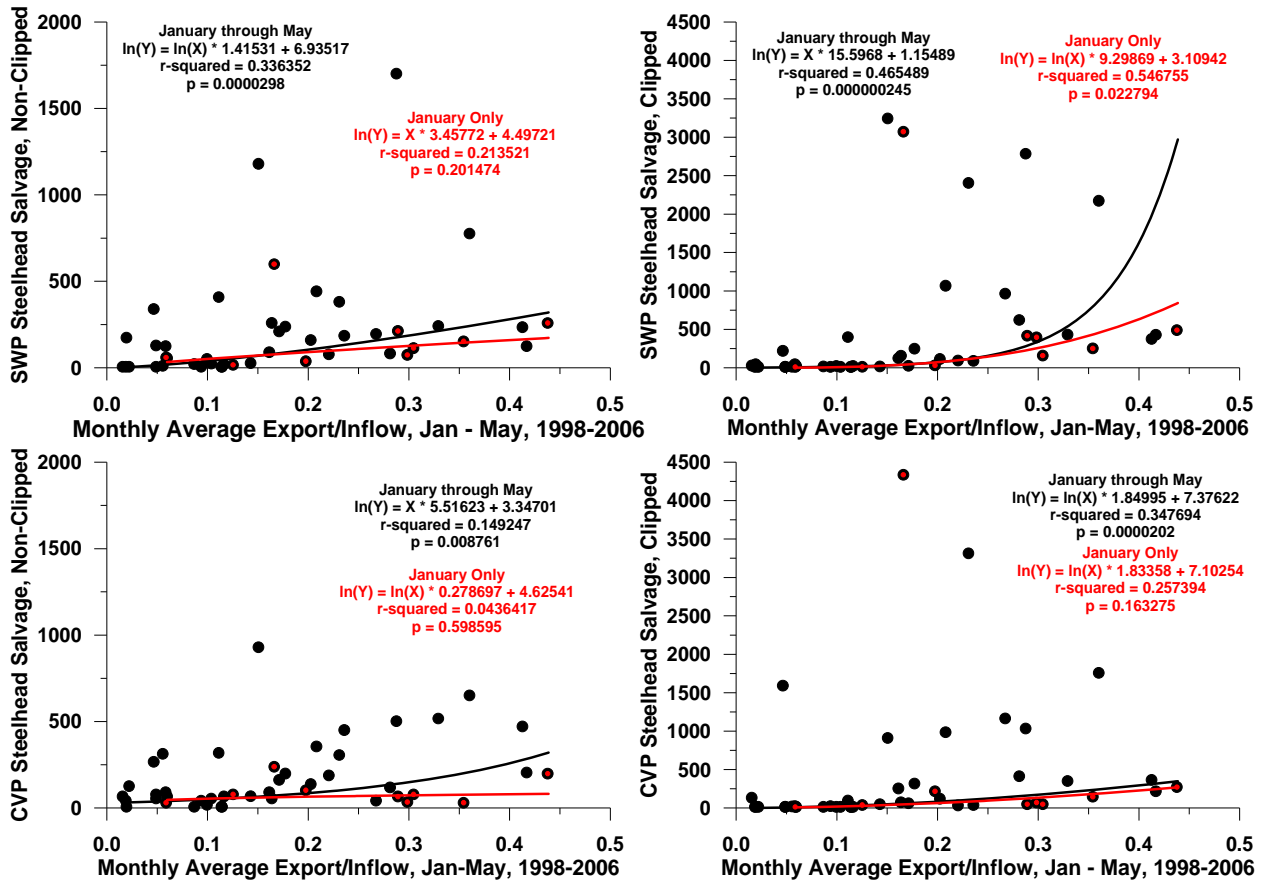 SWP Steelhead Salvage, Non-Clipped
2000
1500
1000
500
0
January through May
ln(Y) = ln(X) * 1.41531 + 6.93517
r-squared = 0.336352
p = 0.0000298
January Only
ln(Y) = X * 3.45772 + 4.49721
r-squared = 0.213521
p = 0.201474
0.0 0.1 0.2 0.3 0.4 0.5
Monthly Average Export/Inflow, Jan - May, 1998-2006
SWP Steelhead Salvage, Clipped
4500
4000
3500
3000
2500
2000
1500
1000
500
0
January through May
ln(Y) = X * 15.5968 + 1.15489
r-squared = 0.465489
p = 0.000000245
January Only
ln(Y) = ln(X) * 9.29869 + 3.10942
r-squared = 0.546755
p = 0.022794
0.0 0.1 0.2 0.3 0.4 0.5
Monthly Average Export/Inflow, Jan-May, 1998-2006
CVP Steelhead Salvage, Non-Clipped
2000
1500
1000
500
0
January through May
ln(Y) = X * 5.51623 + 3.34701
r-squared = 0.149247
p = 0.008761
January Only
ln(Y) = ln(X) * 0.278697 + 4.62541
r-squared = 0.0436417
p = 0.598595
0.0 0.1 0.2 0.3 0.4 0.5
Monthly Average Export/Inflow, Jan-May, 1998-2006
CVP Steelhead Salvage, Clipped
4500
4000
3500
3000
2500
2000
1500
1000
500
0
January through May
ln(Y) = ln(X) * 1.84995 + 7.37622
r-squared = 0.347694
p = 0.0000202
January Only
ln(Y) = ln(X) * 1.83358 + 7.10254
r-squared = 0.257394
p = 0.163275
0.0 0.1 0.2 0.3 0.4 0.5
Monthly Average Export/Inflow, Jan - May, 1998-2006